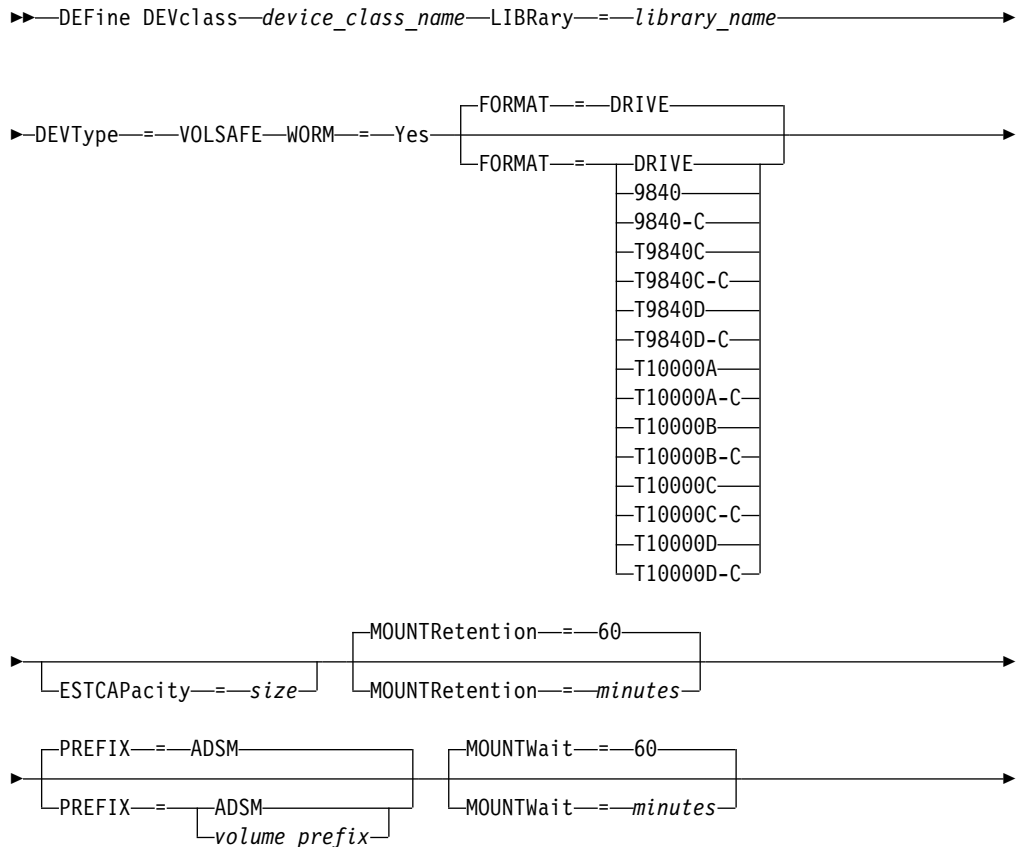 DEFine DEVclass device_class_name LIBRary = library_name
FORMAT = DRIVE
DEVType = VOLSAFE WORM = Yes
FORMAT = DRIVE
9840
9840-C
T9840C
T9840C-C
T9840D
T9840D-C
T10000A
T10000A-C
T10000B
T10000B-C
T10000C
T10000C-C
T10000D
T10000D-C
MOUNTRetention = 60
ESTCAPacity = size
MOUNTRetention = minutes
PREFIX = ADSM
MOUNTWait = 60
PREFIX = ADSM
MOUNTWait = minutes
volume prefix